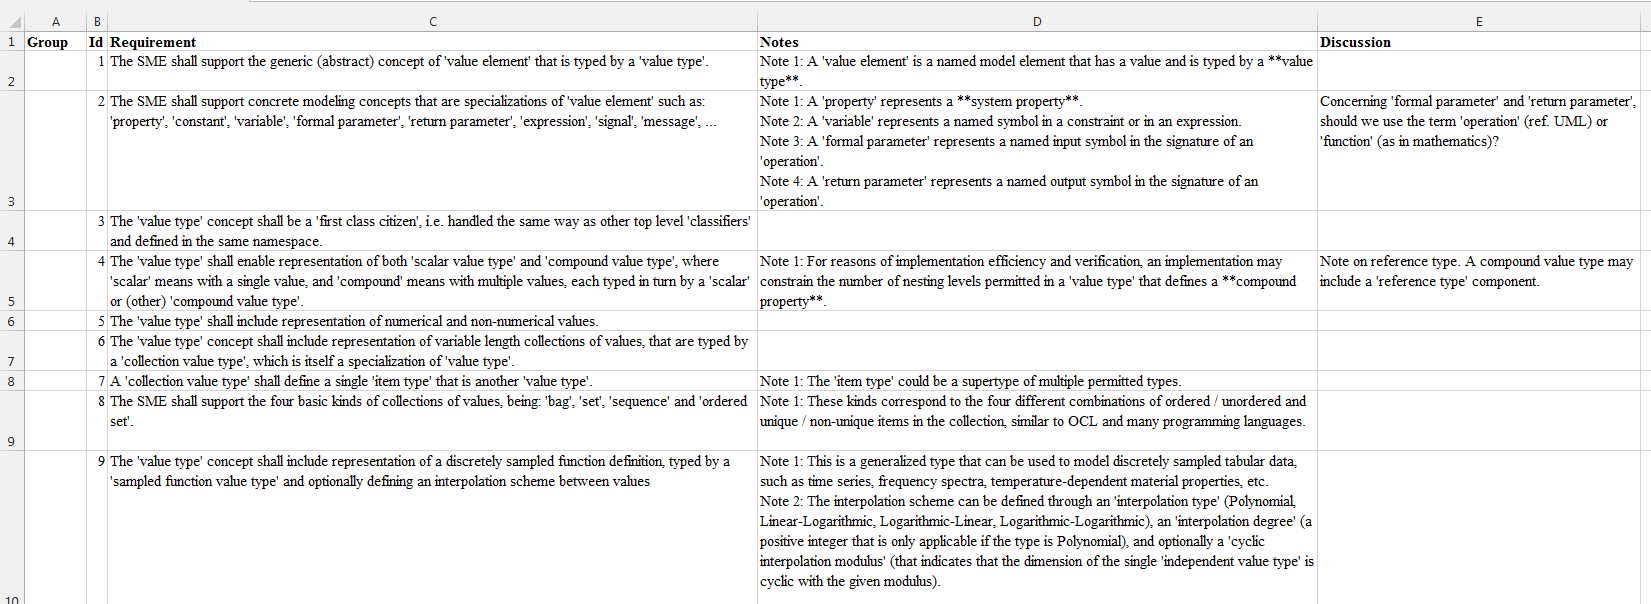 A B C D E
1 Group Id Requirement Notes Discussion
1 The SME shall support the generic (abstract) concept of 'value element' that is typed by a 'value type'. Note 1: A 'value element' is a named model element that has a value and is typed by a **value
2 type**.
2 The SME shall support concrete modeling concepts that are specializations of 'value element' such as: Note 1: A 'property' represents a **system property**. Concerning 'formal parameter' and 'return parameter',
'property', 'constant', 'variable', 'formal parameter', 'return parameter', 'expression', 'signal', 'message', ... Note 2: A 'variable' represents a named symbol in a constraint or in an expression. should we use the term 'operation' (ref. UML) or
Note 3: A 'formal parameter' represents a named input symbol in the signature of an 'function' (as in mathematics)?
'operation'.
Note 4: A 'return parameter' represents a named output symbol in the signature of an
3 'operation'.
3 The 'value type' concept shall be a 'first class citizen', i.e. handled the same way as other top level 'classifiers'
4 and defined in the same namespace.
4 The 'value type' shall enable representation of both 'scalar value type' and 'compound value type', where Note 1: For reasons of implementation efficiency and verification, an implementation may Note on reference type. A compound value type may
'scalar' means with a single value, and 'compound' means with multiple values, each typed in turn by a 'scalar' constrain the number of nesting levels permitted in a 'value type' that defines a **compound include a 'reference type' component.
5 or (other) 'compound value type'. property**.
6 5 The 'value type' shall include representation of numerical and non-numerical values.
6 The 'value type' concept shall include representation of variable length collections of values, that are typed by
7 a 'collection value type', which is itself a specialization of 'value type'.
8 7 A 'collection value type' shall define a single 'item type' that is another 'value type'. Note 1: The 'item type' could be a supertype of multiple permitted types.
8 The SME shall support the four basic kinds of collections of values, being: 'bag', 'set', 'sequence' and 'ordered Note 1: These kinds correspond to the four different combinations of ordered / unordered and
set'. unique / non-unique items in the collection, similar to OCL and many programming languages.
9
9 The 'value type' concept shall include representation of a discretely sampled function definition, typed by a Note 1: This is a generalized type that can be used to model discretely sampled tabular data,
'sampled function value type' and optionally defining an interpolation scheme between values such as time series, frequency spectra, temperature-dependent material properties, etc.
Note 2: The interpolation scheme can be defined through an 'interpolation type' (Polynomial,
Linear-Logarithmic, Logarithmic-Linear, Logarithmic-Logarithmic), an 'interpolation degree' (a
positive integer that is only applicable if the type is Polynomial), and optionally a 'cyclic
interpolation modulus' (that indicates that the dimension of the single 'independent value type' is
cyclic with the given modulus).
10